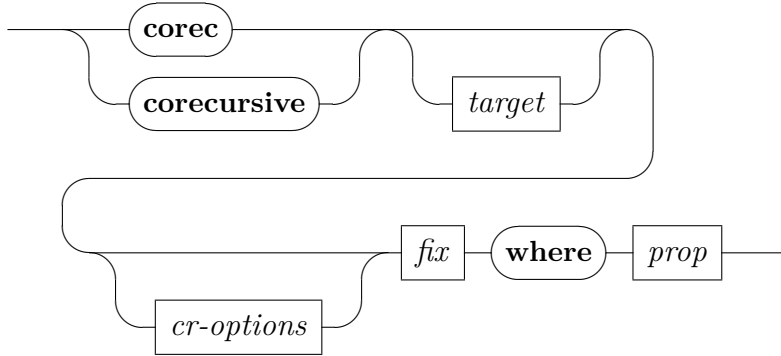 corec
corecursive
target
fix where prop
cr-options